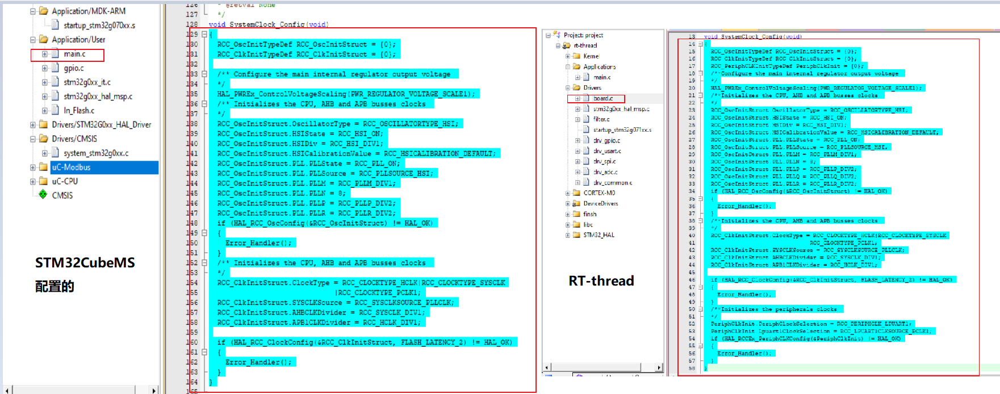 Application/MDK-ARM
startup_stm32g070xx.s
Application/User
main.c
gpio.c
stm32g0xx_it.c
stm32g0xx_hal_msp.c
In_Flash.c
Drivers/STM32G0xx_HAL_Driver
Drivers/CMSIS
system_stm32g0xx.c
uC-Modbus
uC-CPU
CMSIS
STM32CubeMS
配置的
126 * @retval None
127 */
128 void SystemClock_Config(void)
129 {
130 RCC_OscInitTypeDef RCC_OscInitStruct = {0};
131 RCC_ClkInitTypeDef RCC_ClkInitStruct = {0};
132
133 /** Configure the main internal regulator output voltage
134 */
135 HAL_PWREx_ControlVoltageScaling(PWR_REGULATOR_VOLTAGE_SCALE1);
136 /** Initializes the CPU, AHB and APB busses clocks
137 */
138 RCC_OscInitStruct.OscillatorType = RCC_OSCILLATORTYPE_HSI;
139 RCC_OscInitStruct.HSIState = RCC_HSI_ON;
140 RCC_OscInitStruct.HSIDiv = RCC_HSI_DIV1;
141 RCC_OscInitStruct.HSICalibrationValue = RCC_HSICALIBRATION_DEFAULT;
142 RCC_OscInitStruct.PLL.PLLState = RCC_PLL_ON;
143 RCC_OscInitStruct.PLL.PLLSource = RCC_PLLSOURCE_HSI;
144 RCC_OscInitStruct.PLL.PLLM = RCC_PLLM_DIV1;
145 RCC_OscInitStruct.PLL.PLLN = 8;
146 RCC_OscInitStruct.PLL.PLLP = RCC_PLLP_DIV2;
147 RCC_OscInitStruct.PLL.PLLR = RCC_PLLR_DIV2;
148 if (HAL_RCC_OscConfig(&RCC_OscInitStruct) != HAL_OK)
149 {
150 Error_Handler();
151 }
152 /** Initializes the CPU, AHB and APB busses clocks
153 */
154 RCC_ClkInitStruct.ClockType = RCC_CLOCKTYPE_HCLK|RCC_CLOCKTYPE_SYSCLK
155 |RCC_CLOCKTYPE_PCLK1;
156 RCC_ClkInitStruct.SYSCLKSource = RCC_SYSCLKSOURCE_PLLCLK;
157 RCC_ClkInitStruct.AHBCLKDivider = RCC_SYSCLK_DIV1;
158 RCC_ClkInitStruct.APB1CLKDivider = RCC_HCLK_DIV1;
159
160 if (HAL_RCC_ClockConfig(&RCC_ClkInitStruct, FLASH_LATENCY_2) != HAL_OK)
161 {
162 Error_Handler();
163 }
164 }
165
Project: project
rt-thread
Kernel
Applications
main.c
Drivers
board.c
stm32g0xx_hal_msp.c
filter.c
startup_stm32g071xx.s
drv_gpio.c
drv_usart.c
drv_spi.c
drv_adc.c
drv_common.c
CORTEX-M0
DeviceDrivers
finsh
libc
STM32_HAL
RT-thread
13 void SystemClock_Config(void)
14 {
15 RCC_OscInitTypeDef RCC_OscInitStruct = {0};
16 RCC_ClkInitTypeDef RCC_ClkInitStruct = {0};
17 RCC_PeriphCLKInitTypeDef PeriphClkInit = {0};
18 /**Configure the main internal regulator output voltage
19 */
20 HAL_PWREx_ControlVoltageScaling(PWR_REGULATOR_VOLTAGE_SCALE1);
21 /**Initializes the CPU, AHB and APB busses clocks
22 */
23 RCC_OscInitStruct.OscillatorType = RCC_OSCILLATORTYPE_HSI;
24 RCC_OscInitStruct.HSIState = RCC_HSI_ON;
25 RCC_OscInitStruct.HSIDiv = RCC_HSI_DIV1;
26 RCC_OscInitStruct.HSICalibrationValue = RCC_HSICALIBRATION_DEFAULT;
27 RCC_OscInitStruct.PLL.PLLState = RCC_PLL_ON;
28 RCC_OscInitStruct.PLL.PLLSource = RCC_PLLSOURCE_HSI;
29 RCC_OscInitStruct.PLL.PLLM = RCC_PLLM_DIV1;
30 RCC_OscInitStruct.PLL.PLLN = 8;
31 RCC_OscInitStruct.PLL.PLLP = RCC_PLLP_DIV2;
32 RCC_OscInitStruct.PLL.PLLQ = RCC_PLLQ_DIV2;
33 RCC_OscInitStruct.PLL.PLLR = RCC_PLLR_DIV2;
34 if (HAL_RCC_OscConfig(&RCC_OscInitStruct) != HAL_OK)
35 {
36 Error_Handler();
37 }
38 /**Initializes the CPU, AHB and APB busses clocks
39 */
40 RCC_ClkInitStruct.ClockType = RCC_CLOCKTYPE_HCLK|RCC_CLOCKTYPE_SYSCLK
41 |RCC_CLOCKTYPE_PCLK1;
42 RCC_ClkInitStruct.SYSCLKSource = RCC_SYSCLKSOURCE_PLLCLK;
43 RCC_ClkInitStruct.AHBCLKDivider = RCC_SYSCLK_DIV1;
44 RCC_ClkInitStruct.APB1CLKDivider = RCC_HCLK_DIV1;
45
46 if (HAL_RCC_ClockConfig(&RCC_ClkInitStruct, FLASH_LATENCY_2) != HAL_OK)
47 {
48 Error_Handler();
49 }
50 /**Initializes the peripherals clocks
51 */
52 PeriphClkInit.PeriphClockSelection = RCC_PERIPHCLK_LPUART1;
53 PeriphClkInit.Lpuart1ClockSelection = RCC_LPUART1CLKSOURCE_PCLK1;
54 if (HAL_RCCEx_PeriphCLKConfig(&PeriphClkInit) != HAL_OK)
55 {
56 Error_Handler();
57 }
58 }